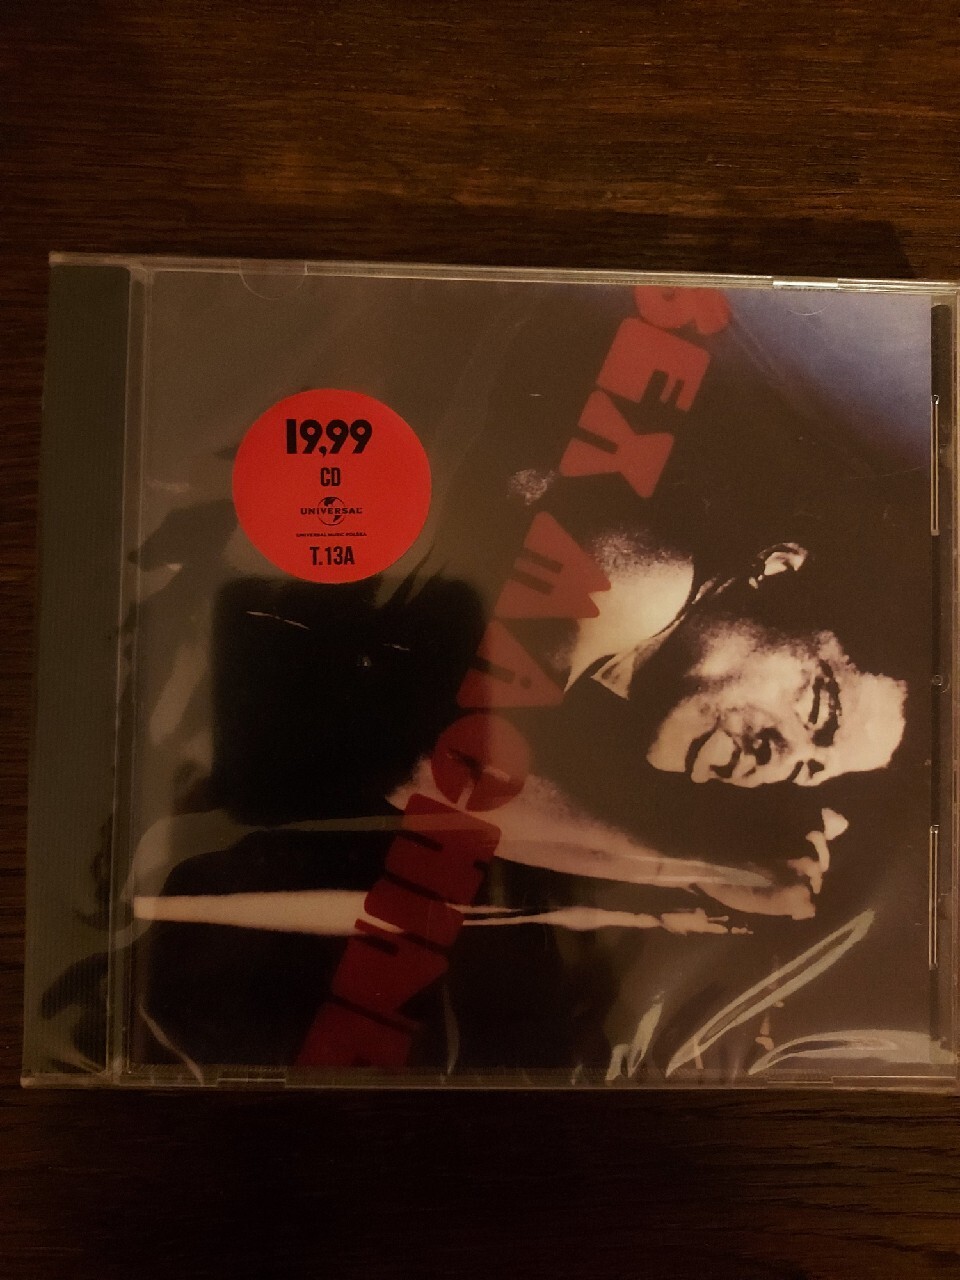 19,99
CD
UNIVERSAL
UNIVERSAL MUSIC POLSKA
T.13A
SEX MACHINE